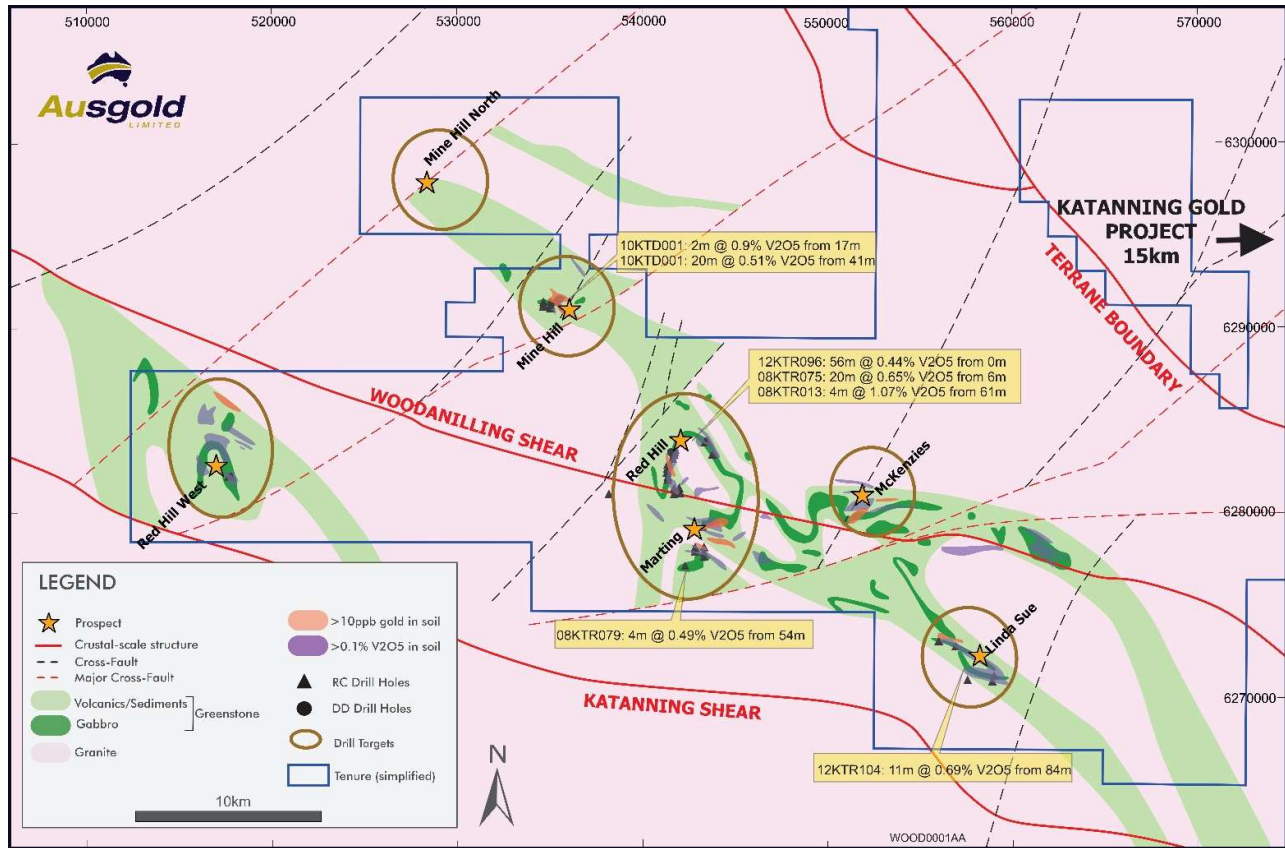 510000 520000 530000 540000 550000 560800 570000
Ausgold
LIMITED
Mine Hill North
6300000
KATANNING GOLD
PROJECT
15km
10KTD001: 2m @ 0.9% V2O5 from 17m
10KTD001: 20m @ 0.51% V2O5 from 41m
TERRANE BOUNDARY
Mine Hill
6290000
12KTR096: 56m @ 0.44% V2O5 from 0m
08KTR075: 20m @ 0.65% V2O5 from 6m
08KTR013: 4m @ 1.07% V2O5 from 61m
WOODANILLING SHEAR
Red Hill
McKenzies
Red Hill West
6280000
Marting
08KTR079: 4m @ 0.49% V2O5 from 54m
Linda Sue
6270000
KATANNING SHEAR
12KTR104: 11m @ 0.69% V2O5 from 84m
LEGEND
Prospect
Crustal-scale structure
Cross-Fault
Major Cross-Fault
Volcanics/Sediments
Gabbro
Greenstone
Granite
>10ppb gold in soil
>0.1% V2O5 in soil
RC Drill Holes
DD Drill Holes
Drill Targets
Tenure (simplified)
10km
N
WOOD0001AA